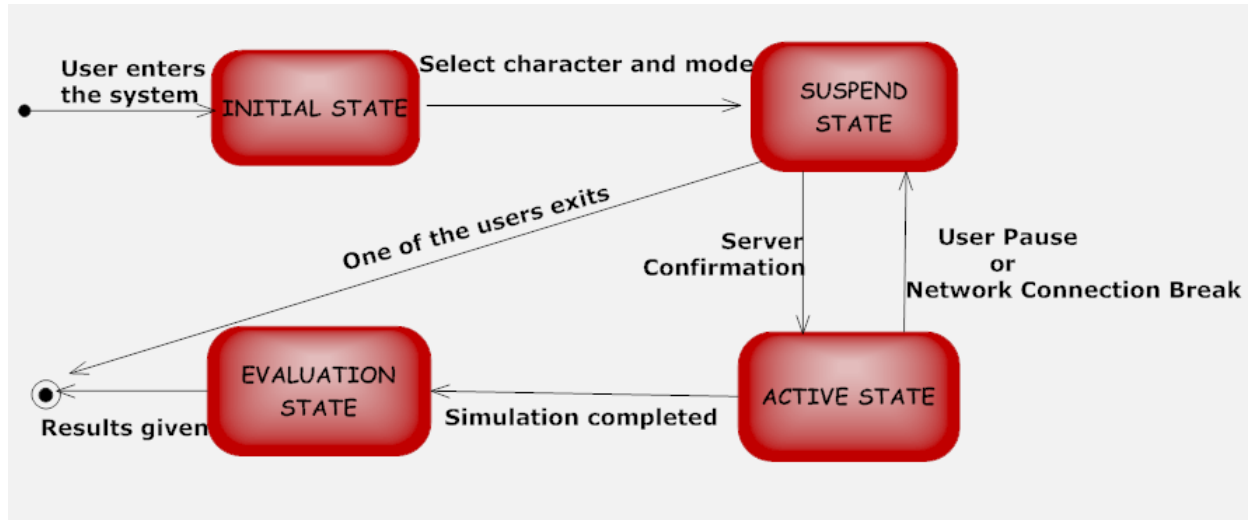 User enters
the system
INITIAL STATE
Select character and mode
SUSPEND
STATE
One of the users exits
Server
Confirmation
User Pause
or
Network Connection Break
EVALUATION
STATE
ACTIVE STATE
Results given
Simulation completed